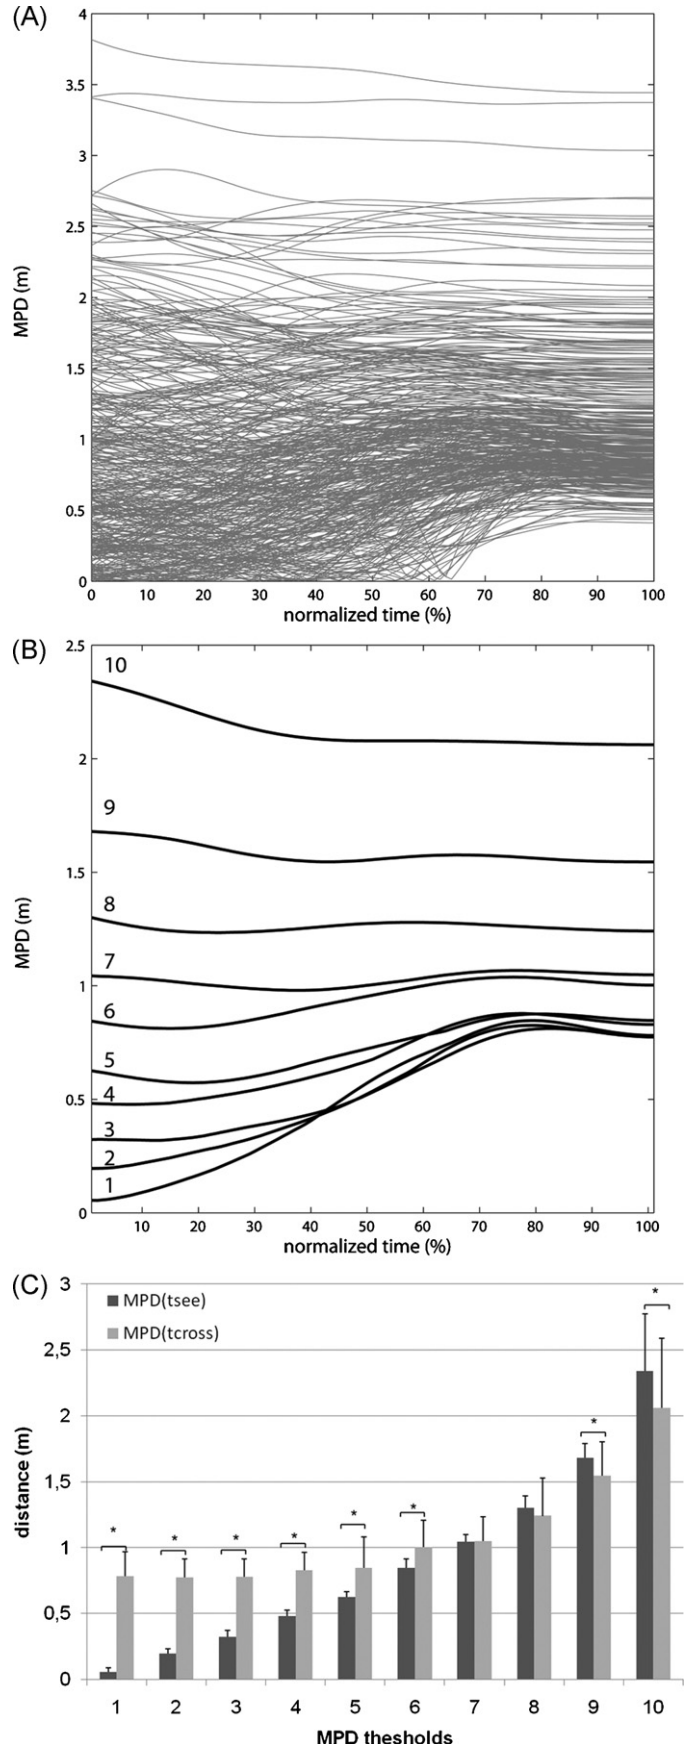 (A)
4
3.5
3
2.5
2
1.5
1
0.5
0
MPD (m)
0 10 20 30 40 50 60 70 80 90 100
normalized time (%)
(B)
2.5
2
1.5
1
0.5
0
MPD (m)
10
9
8
7
6
5
4
3
2
1
10 20 30 40 50 60 70 80 90 100
normalized time (%)
(C)
3
2,5
2
1,5
1
0,5
0
distance (m)
MPD(tsee)
MPD(tcross)
* * * * * * * *
1 2 3 4 5 6 7 8 9 10
MPD thesholds